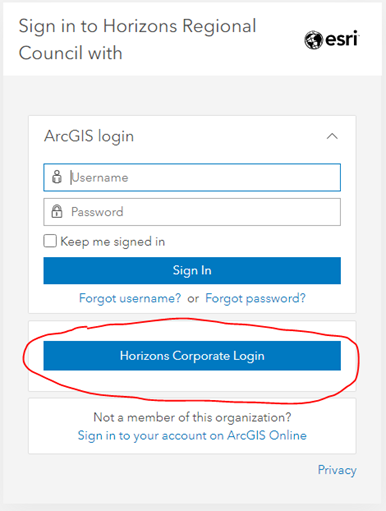 Sign in to Horizons Regional
Council with
esri
ArcGIS login
Username
Password
Keep me signed in
Sign In
Forgot username? or Forgot password?
Horizons Corporate Login
Not a member of this organization?
Sign in to your account on ArcGIS Online
Privacy